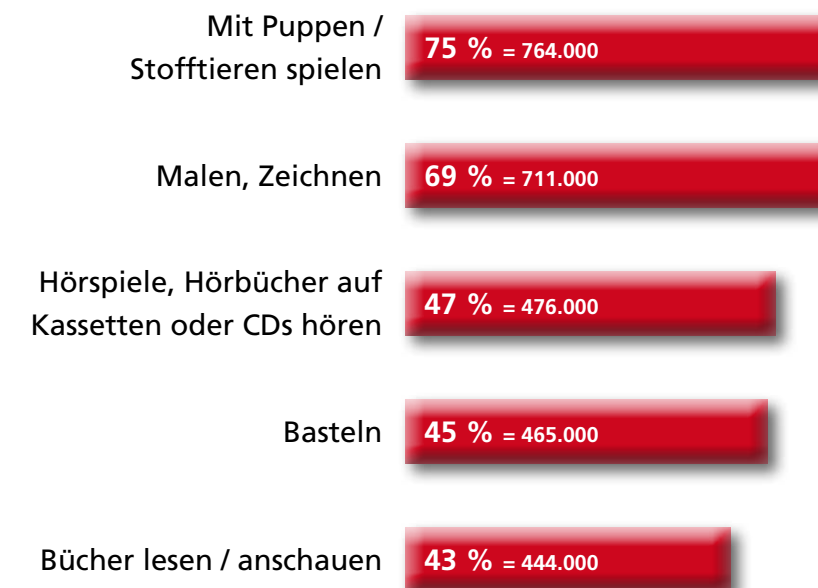 Mit Puppen /
Stofftieren spielen
75 % = 764.000
Malen, Zeichnen
69 % = 711.000
Hörspiele, Hörbücher auf
Kassetten oder CDs hören
47 % = 476.000
Basteln
45 % = 465.000
Bücher lesen / anschauen
43 % = 444.000